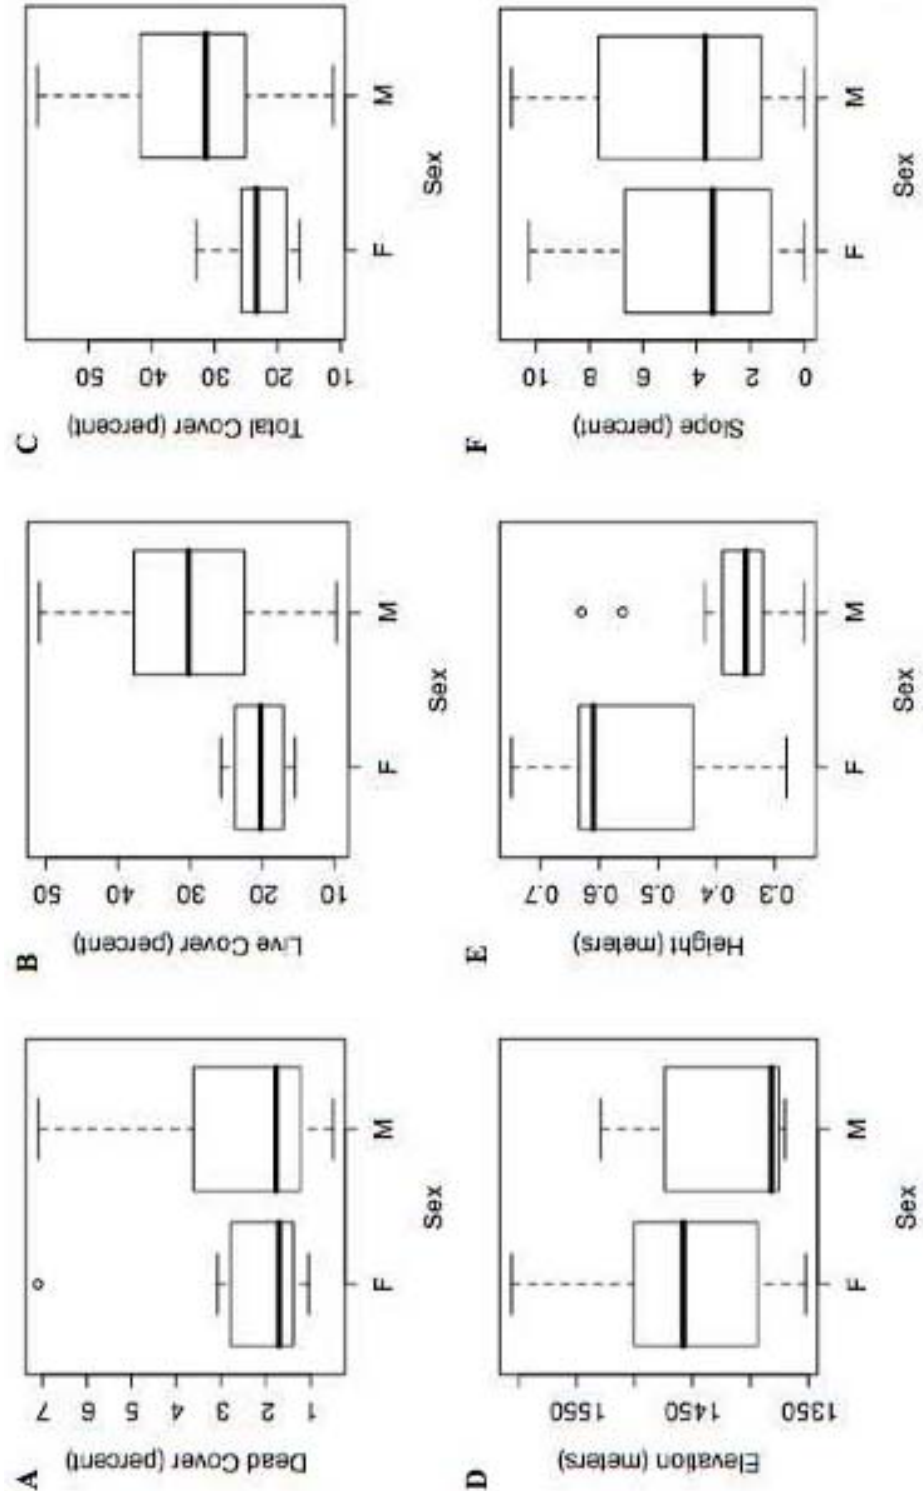 A
Dead Cover (percent)
7
6
5
4
3
2
1
F M
Sex
B
Live Cover (percent)
50
40
30
20
10
F M
Sex
C
Total Cover (percent)
50
40
30
20
10
F M
Sex
D
Elevation (meters)
1550
1450
1350
F M
Sex
E
Height (meters)
0.7
0.6
0.5
0.4
0.3
F M
Sex
F
Slope (percent)
10
8
6
4
2
0
F M
Sex